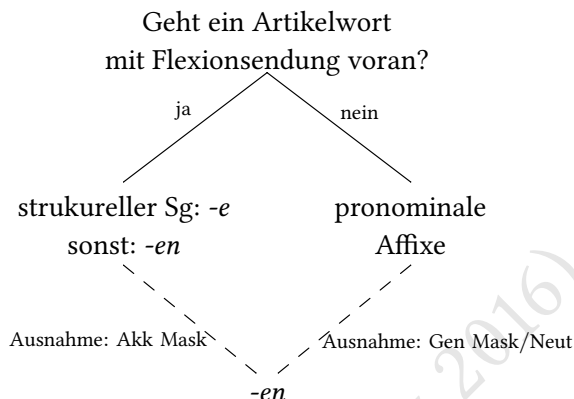 Geht ein Artikelwort
mit Flexionsendung voran?
ja
nein
strukureller Sg: -e
sonst: -en
pronominale
Affixe
Ausnahme: Akk Mask
Ausnahme: Gen Mask/Neut
-en
2016)